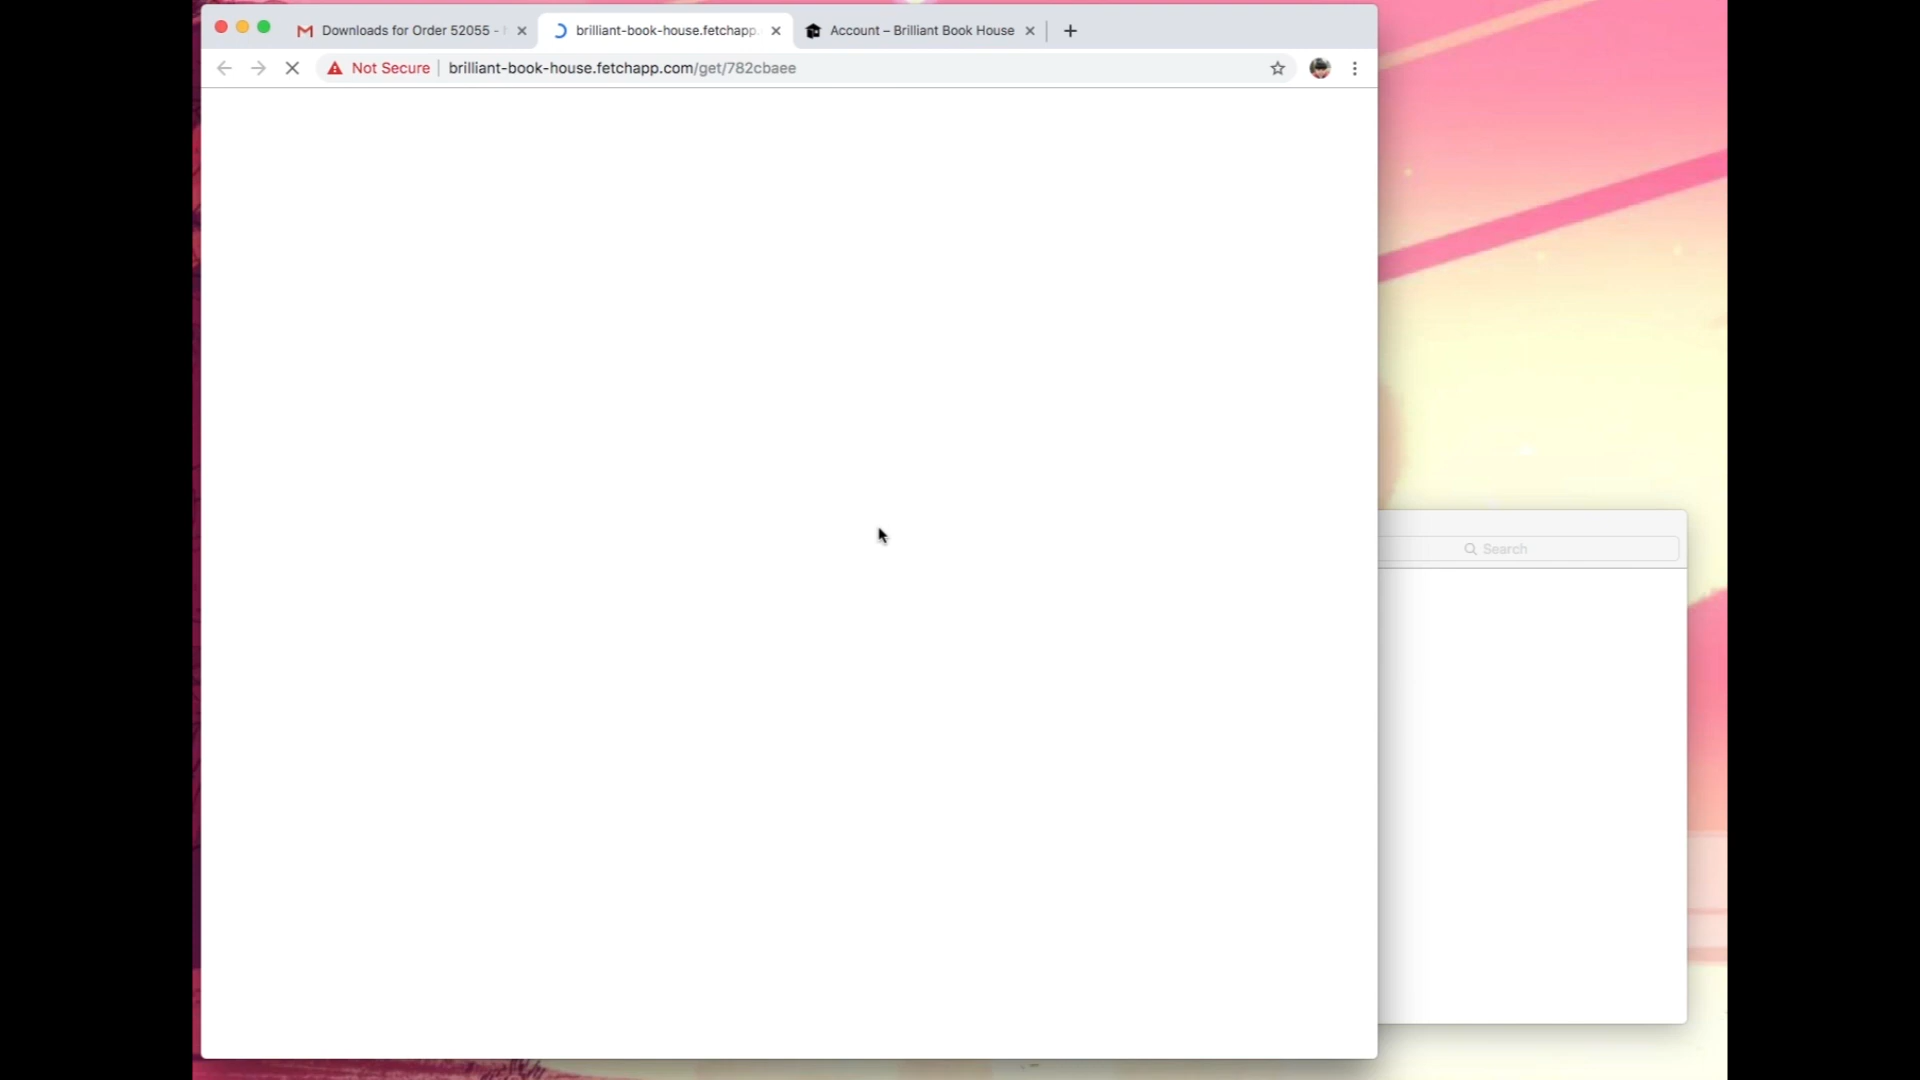 Downloads for Order 52055 -
brilliant-book-house.fetchapp.
Account – Brilliant Book House
Not Secure
brilliant-book-house.fetchapp.com/get/782cbaee
Search